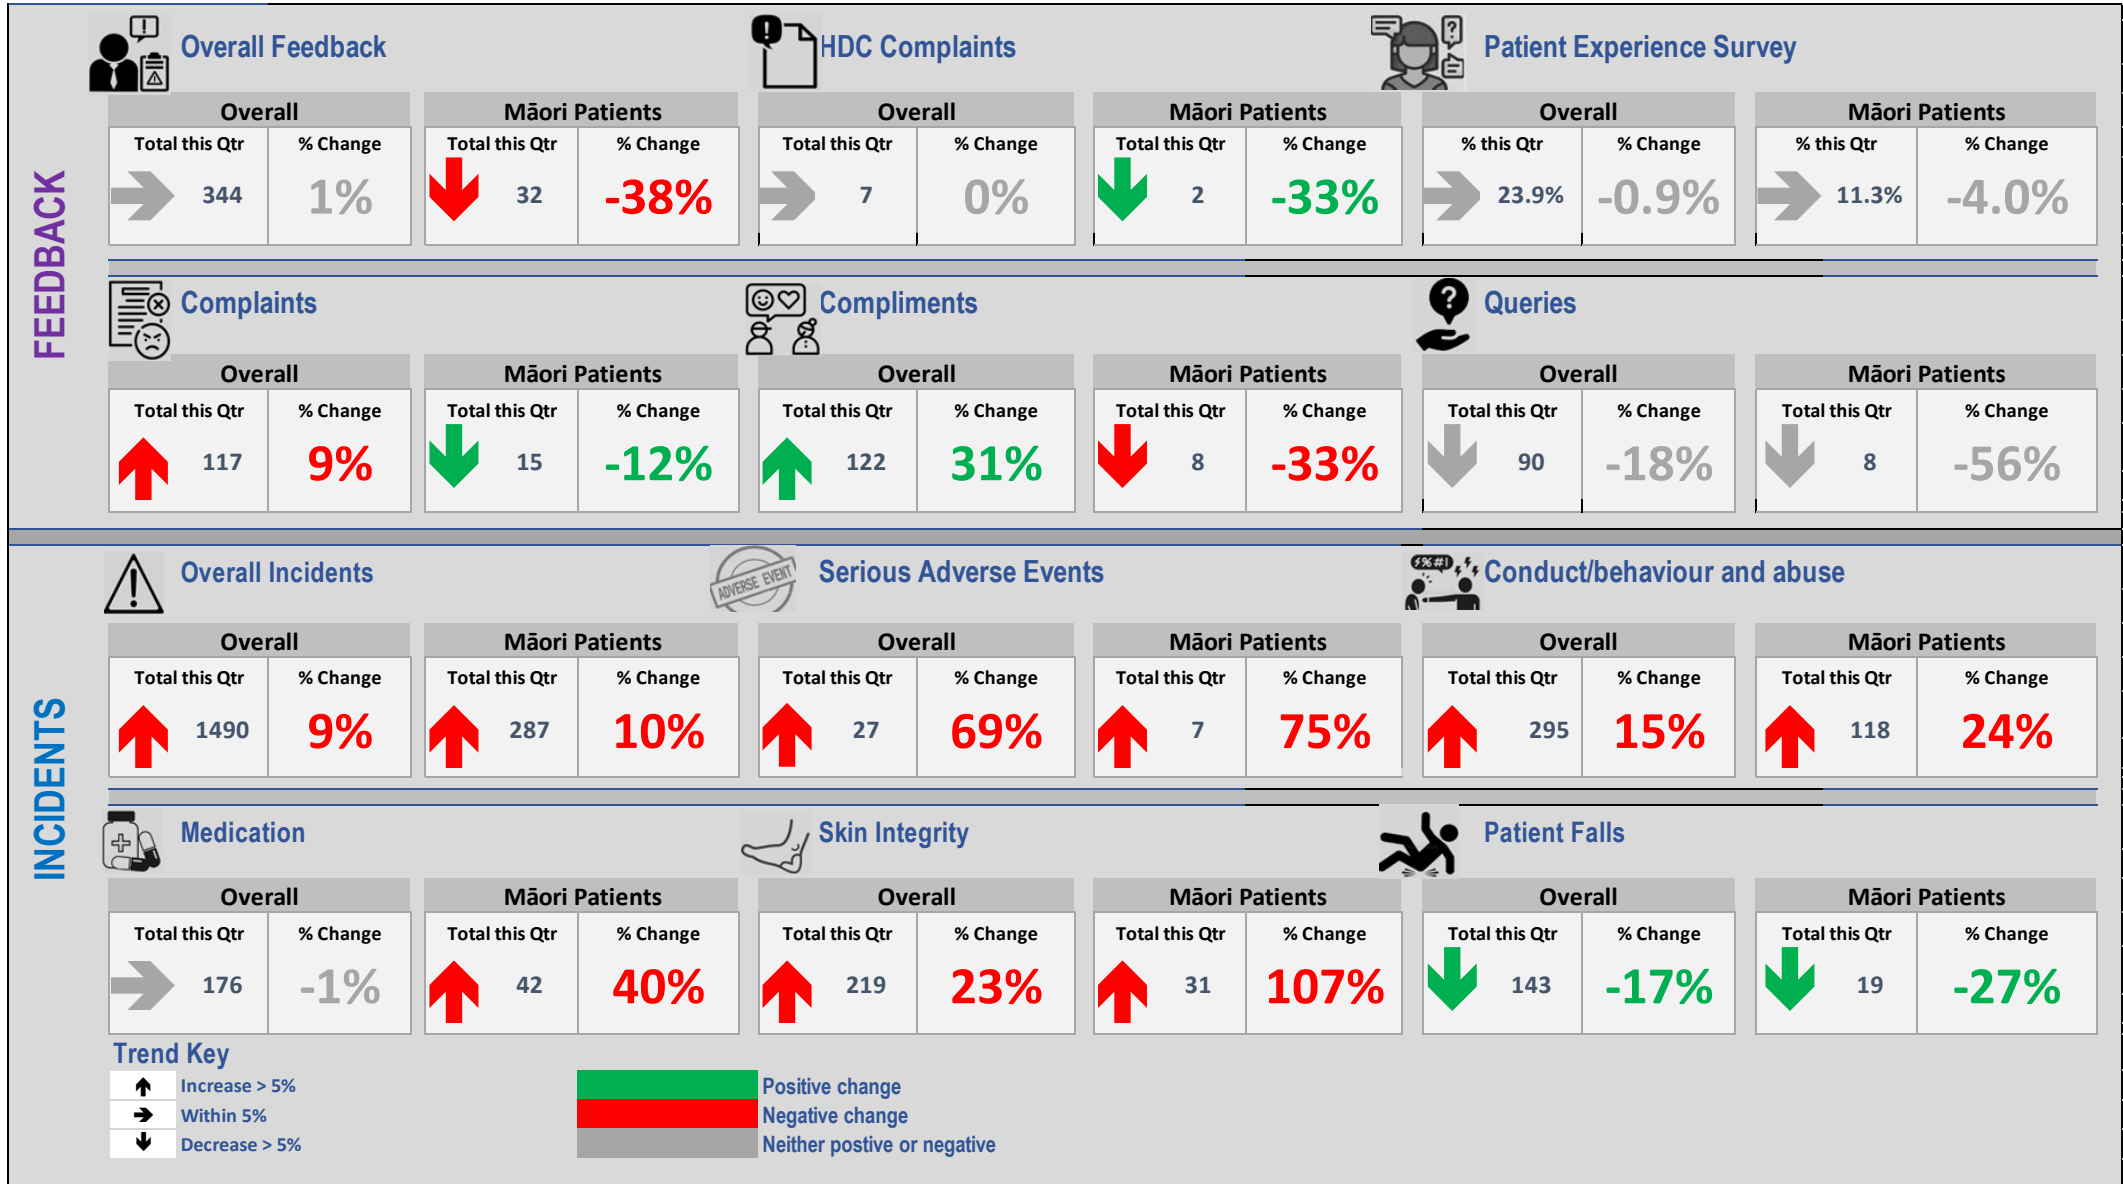 FEEDBACK
Overall Feedback HDC Complaints Patient Experience Survey
Overall Māori Patients Overall Māori Patients Overall Māori Patients
Total this Qtr % Change Total this Qtr % Change Total this Qtr % Change Total this Qtr % Change % this Qtr % Change % this Qtr % Change
344 1% 32 -38% 7 0% 2 -33% 23.9% -0.9% 11.3% -4.0%
Complaints Compliments Queries
Overall Māori Patients Overall Māori Patients Overall Māori Patients
Total this Qtr % Change Total this Qtr % Change Total this Qtr % Change Total this Qtr % Change Total this Qtr % Change Total this Qtr % Change
117 9% 15 -12% 122 31% 8 -33% 90 -18% 8 -56%
INCIDENTS
Overall Incidents ADVERSE EVENT Serious Adverse Events $%#! Conduct/behaviour and abuse
Overall Māori Patients Overall Māori Patients Overall Māori Patients
Total this Qtr % Change Total this Qtr % Change Total this Qtr % Change Total this Qtr % Change Total this Qtr % Change Total this Qtr % Change
1490 9% 287 10% 27 69% 7 75% 295 15% 118 24%
Medication Skin Integrity Patient Falls
Overall Māori Patients Overall Māori Patients Overall Māori Patients
Total this Qtr % Change Total this Qtr % Change Total this Qtr % Change Total this Qtr % Change Total this Qtr % Change Total this Qtr % Change
176 -1% 42 40% 219 23% 31 107% 143 -17% 19 -27%
Trend Key
Increase > 5% Positive change
Within 5% Negative change
Decrease > 5% Neither postive or negative